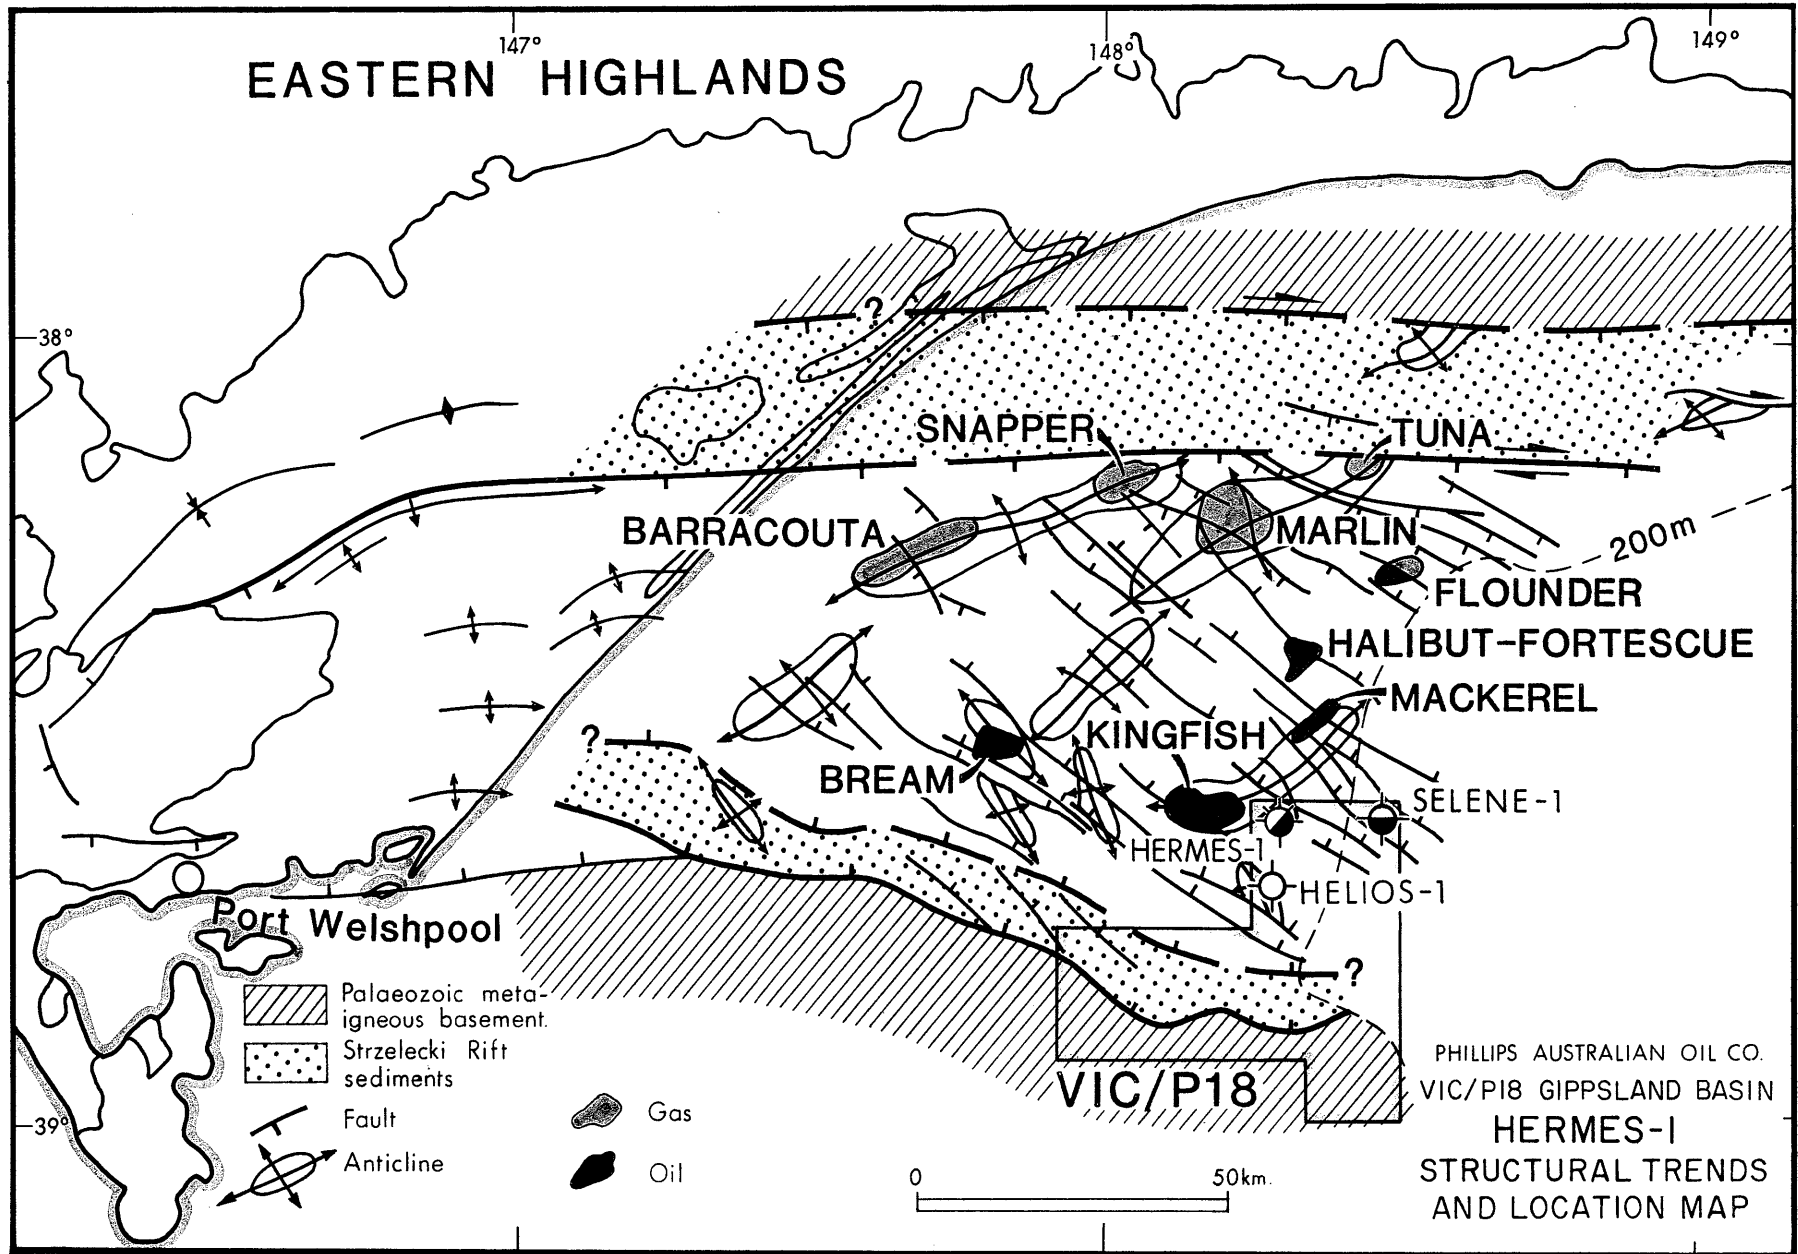 147°
148°
149°
EASTERN HIGHLANDS
?
38°
SNAPPER
TUNA
BARRACOUTA
MARLIN
200m
FLOUNDER
HALIBUT-FORTESCUE
MACKEREL
KINGFISH
?
BREAM
SELENE-1
HERMES-1
HELIOS-1
Port Welshpool
?
Palaeozoic meta-
igneous basement.
Strzelecki Rift
sediments
Fault
Anticline
Gas
Oil
39°
VIC/P18
0 50km.
PHILLIPS AUSTRALIAN OIL CO.
VIC/P18 GIPPSLAND BASIN
HERMES-1
STRUCTURAL TRENDS
AND LOCATION MAP